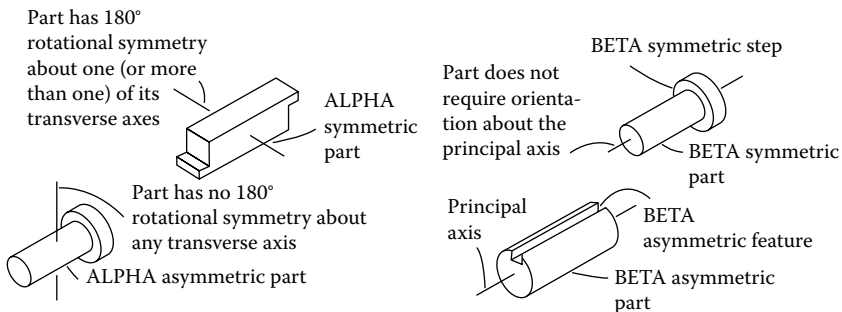 Part has 180°
rotational symmetry
about one (or more
than one) of its
transverse axes
ALPHA
symmetric
part
Part has no 180°
rotational symmetry about
any transverse axis
ALPHA asymmetric part
BETA symmetric step
Part does not
require orienta-
tion about the
principal axis
BETA symmetric
part
Principal
axis
BETA
asymmetric feature
BETA asymmetric
part